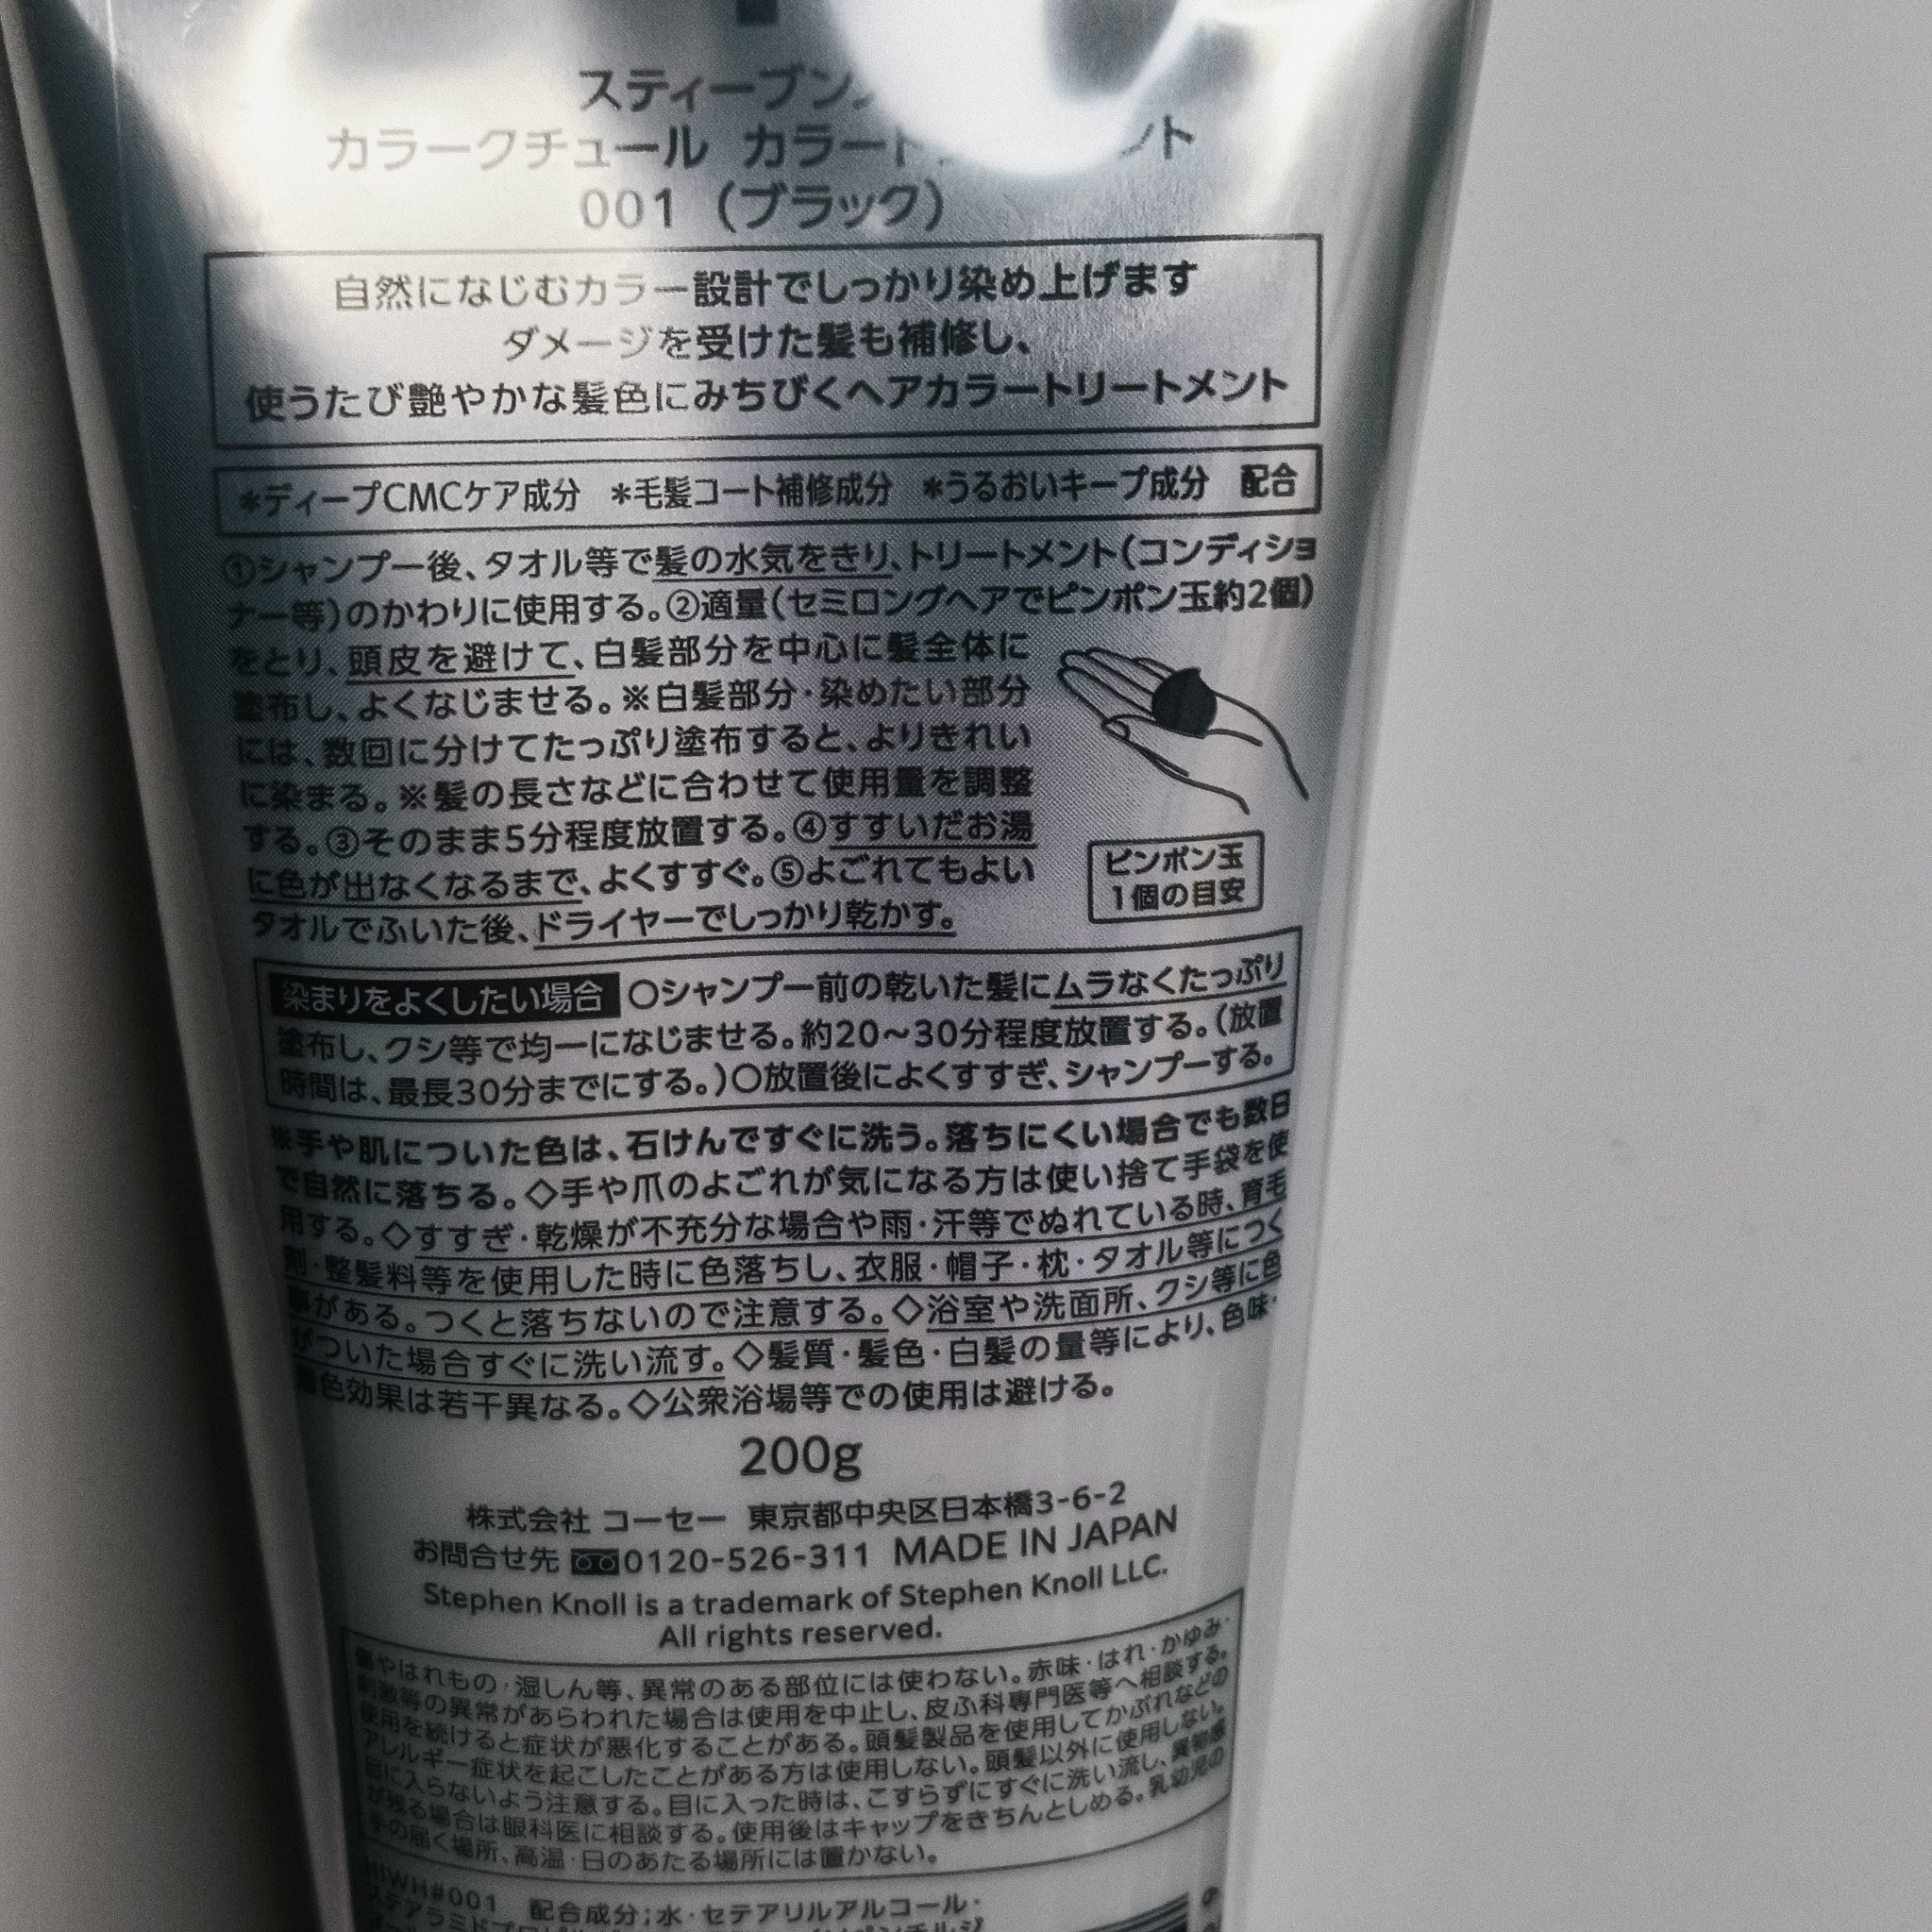 スティーブン
カラークチュール カラート ント
001（ブラック）
自然になじむカラー設計でしっかり染め上げます
ダメージを受けた髪も補修し、
使うたび艶やかな髪色にみちびくヘアカラートリートメント
*ディープCMCケア成分 *毛髪コート補修成分 *うるおいキープ成分 配合
①シャンプー後、タオル等で髪の水気をきり、トリートメント（コンディショ
ナー等）のかわりに使用する。②適量（セミロングヘアでピンポン玉約2個）
をとり、頭皮を避けて、白髪部分を中心に髪全体に
塗布し、よくなじませる。※白髪部分・染めたい部分
には、数回に分けてたっぷり塗布すると、よりきれい
に染まる。※髪の長さなどに合わせて使用量を調整
する。③そのまま5分程度放置する。④すすいだお湯
に色が出なくなるまで、よくすすぐ。⑤よごれてもよい
タオルでふいた後、ドライヤーでしっかり乾かす。
ピンポン玉
1個の目安
染まりをよくしたい場合 〇シャンプー前の乾いた髪にムラなくたっぷり
塗布し、クシ等で均一になじませる。約20～30分程度放置する。（放置
時間は、最長30分までにする。）〇放置後によくすすぎ、シャンプーする。
※手や肌についた色は、石けんですぐに洗う。落ちにくい場合でも数日
で自然に落ちる。◇手や爪のよごれが気になる方は使い捨て手袋を使
用する。◇すすぎ・乾燥が不充分な場合や雨・汗等でぬれている時、育毛
剤・整髪料等を使用した時に色落ちし、衣服・帽子・枕・タオル等につく
事がある。つくと落ちないので注意する。◇浴室や洗面所、クシ等に色
がついた場合すぐに洗い流す。◇髪質・髪色・白髪の量等により、色味・
色効果は若干異なる。◇公衆浴場等での使用は避ける。
200g
株式会社 コーセー 東京都中央区日本橋3-6-2
お問合せ先 0120-526-311 MADE IN JAPAN
Stephen Knoll is a trademark of Stephen Knoll LLC.
All rights reserved.
傷やはれもの・湿しん等、異常のある部位には使わない。赤味・はれ・かゆみ・
刺激等の異常があらわれた場合は使用を中止し、皮ふ科専門医等へ相談する。
使用を続けると症状が悪化することがある。頭髪製品を使用してかぶれなどの
アレルギー症状を起こしたことがある方は使用しない。頭髪以外に使用しない。
目に入らないよう注意する。目に入った時は、こすらずにすぐに洗い流し、異物感
が残る場合は眼科医に相談する。使用後はキャップをきちんとしめる。乳幼児の
手の届く場所、高温・日のあたる場所には置かない。
HIWH#001 配合成分；水・セテアリルアルコール・